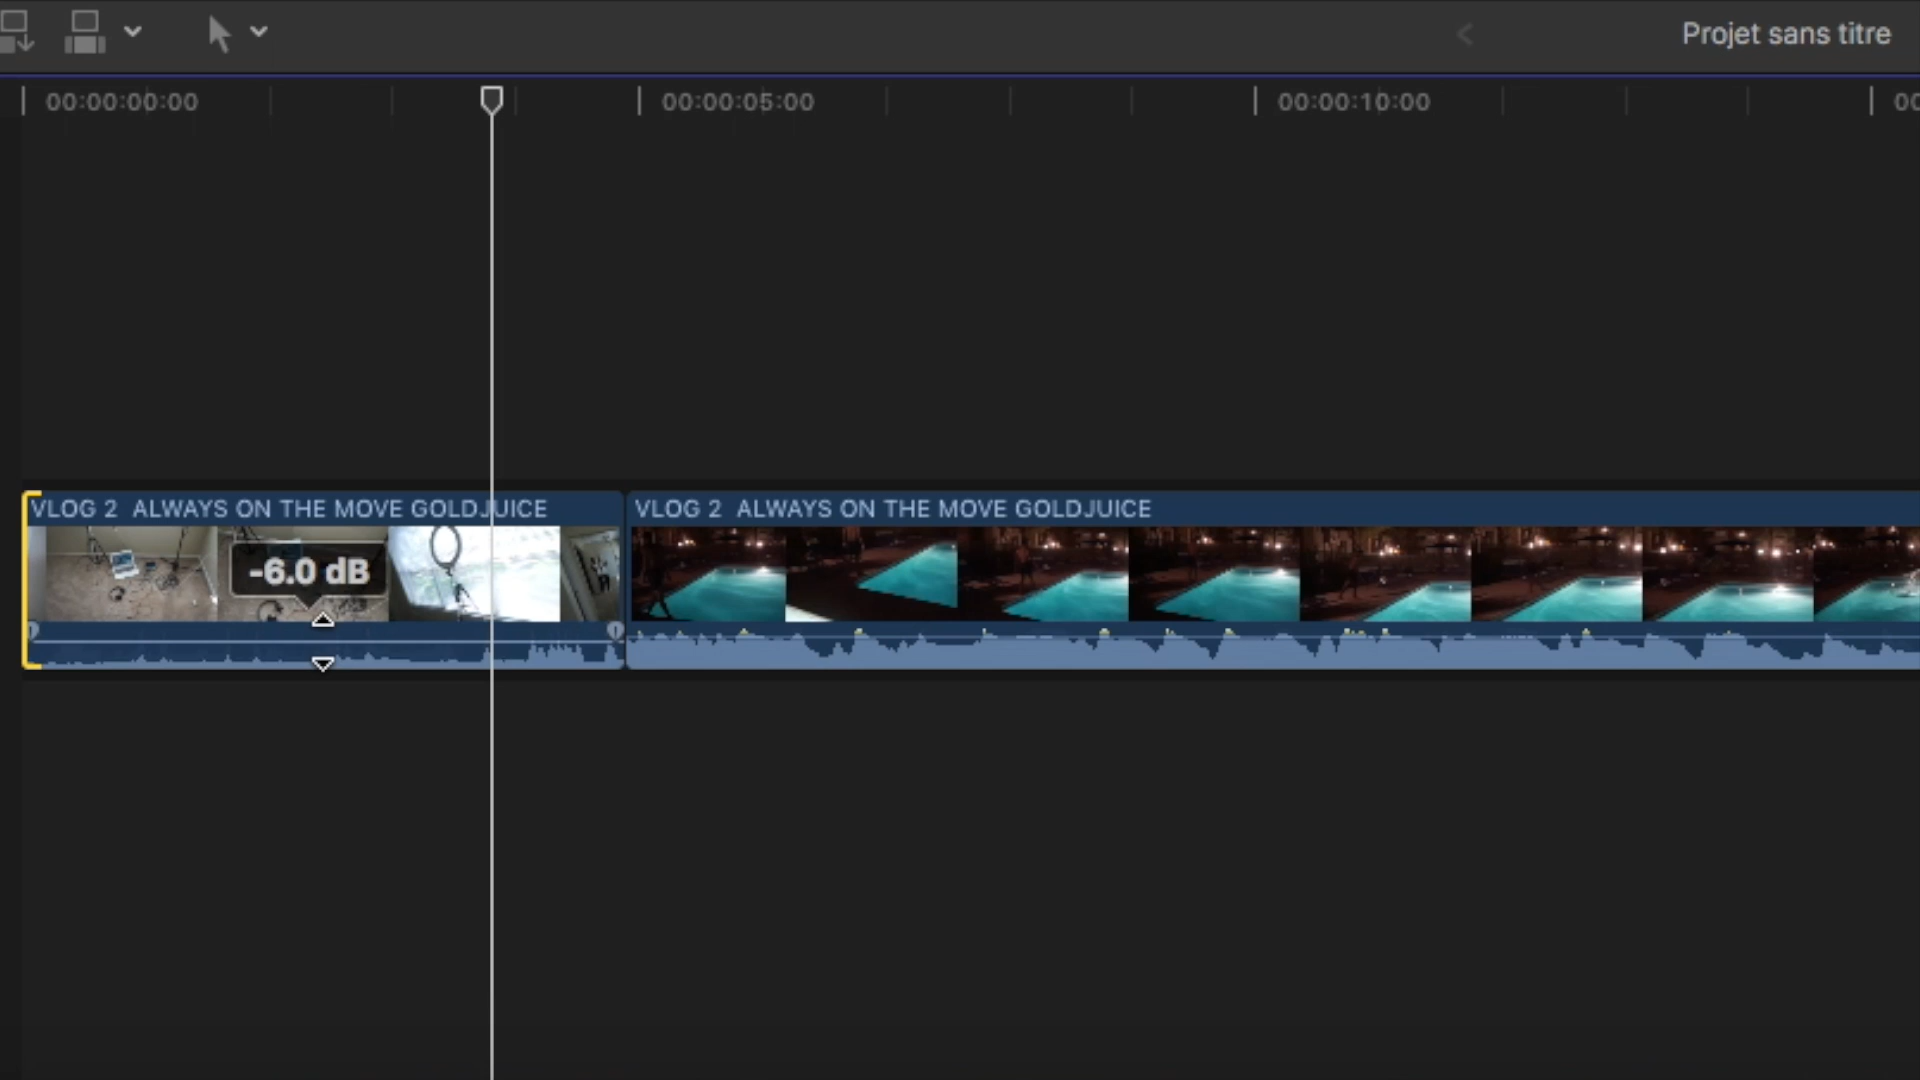 Projet sans titre
00:00:00:00
00:00:05:00
00:00:10:00
00
VLOG 2 ALWAYS ON THE MOVE GOLDJUICE
VLOG 2 ALWAYS ON THE MOVE GOLDJUICE
-6.0 dB